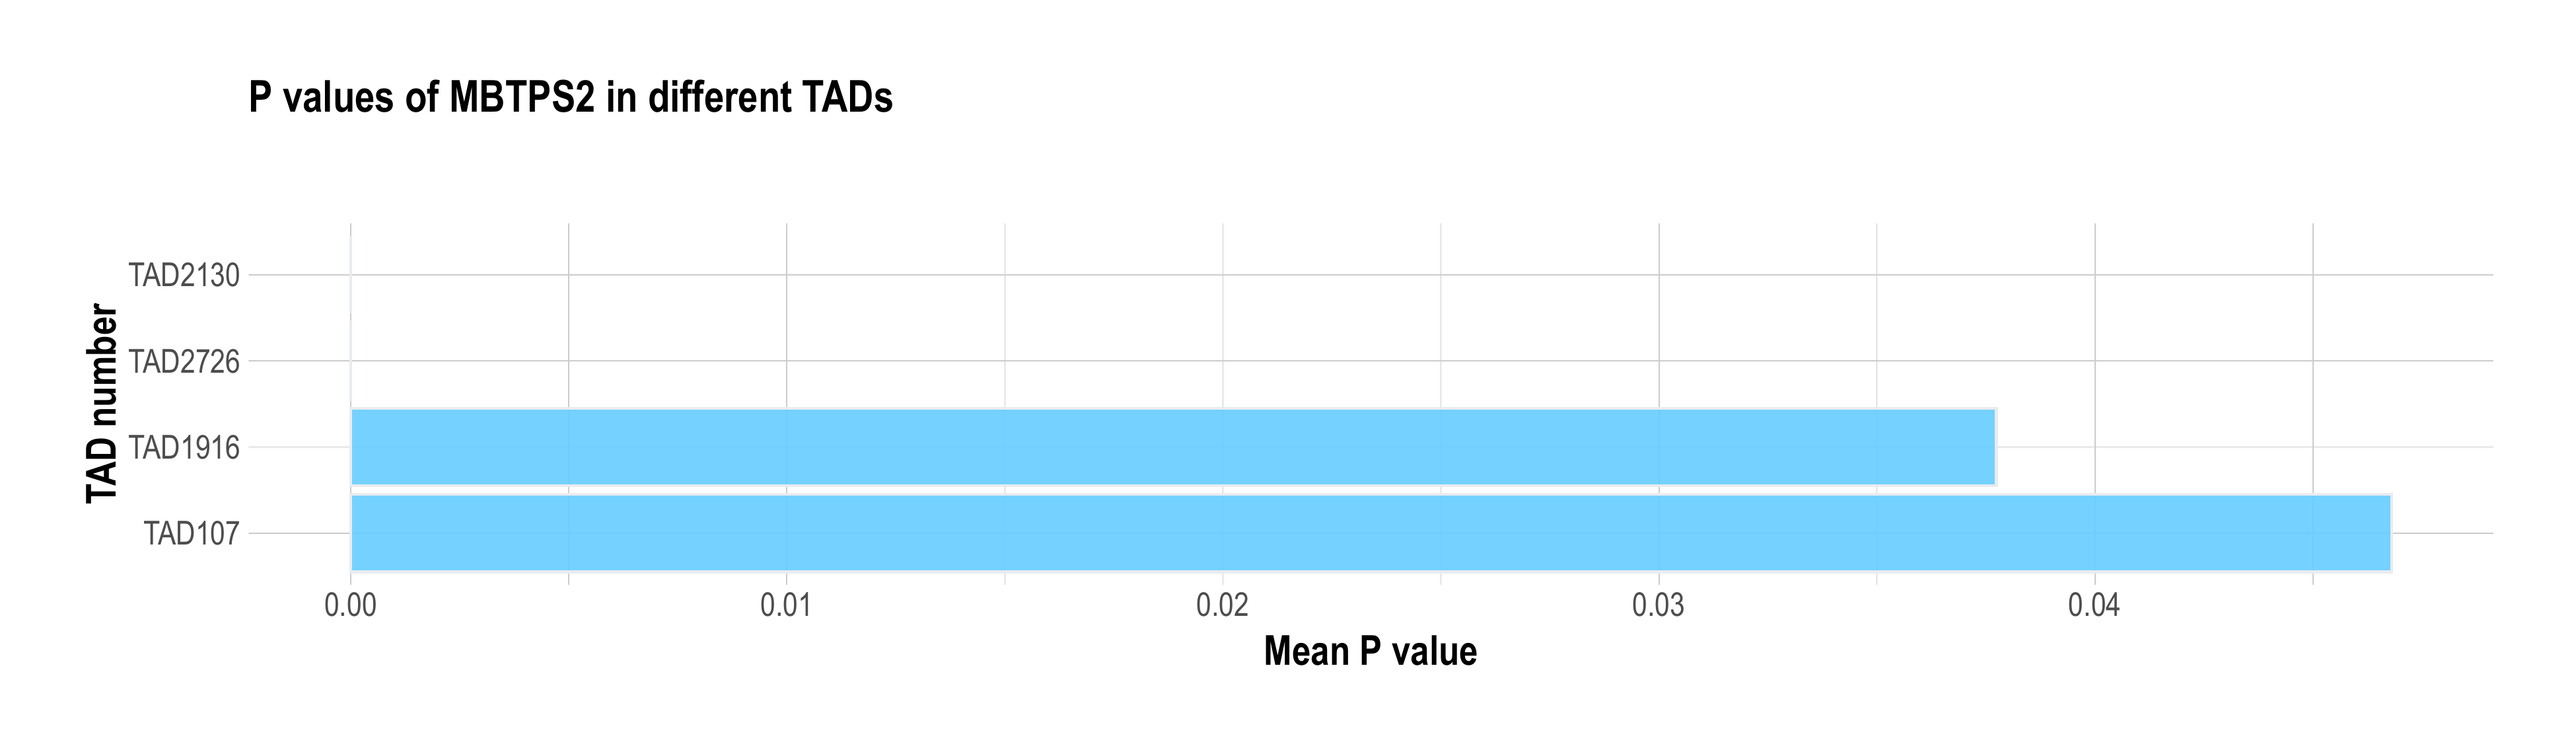 P values of MBTPS2 in different TADs
TAD number
TAD2130
TAD2726
TAD1916
TAD107
0.00 0.01 0.02 0.03 0.04
Mean P value